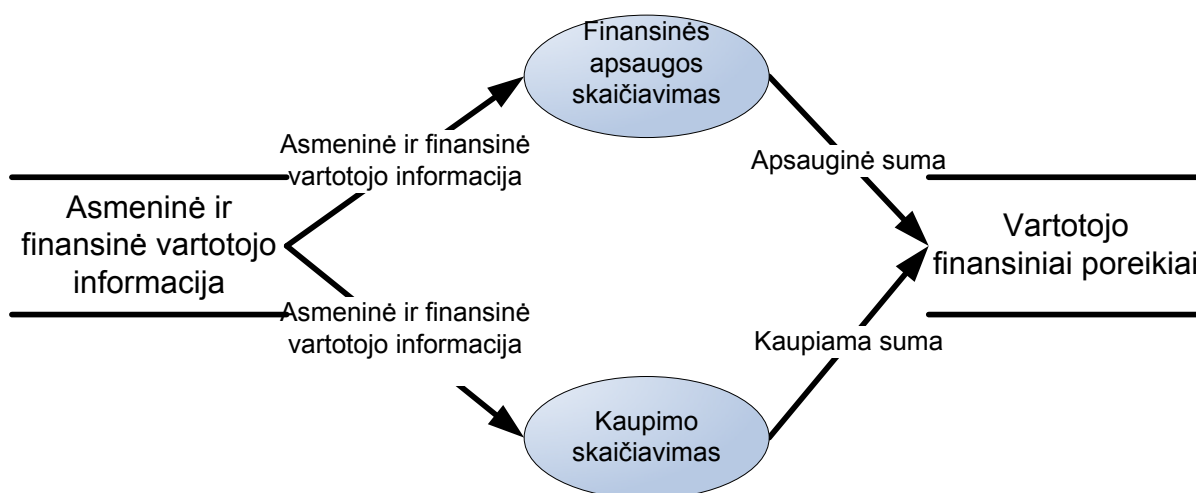 Finansinės
apsaugos
skaičiavimas
Asmeninė ir finansinė
vartotojo informacija
Apsauginė suma
Asmeninė ir
finansinė vartotojo
informacija
Vartotojo
finansiniai poreikiai
Asmeninė ir finansinė
vartotojo informacija
Kaupiama suma
Kaupimo
skaičiavimas